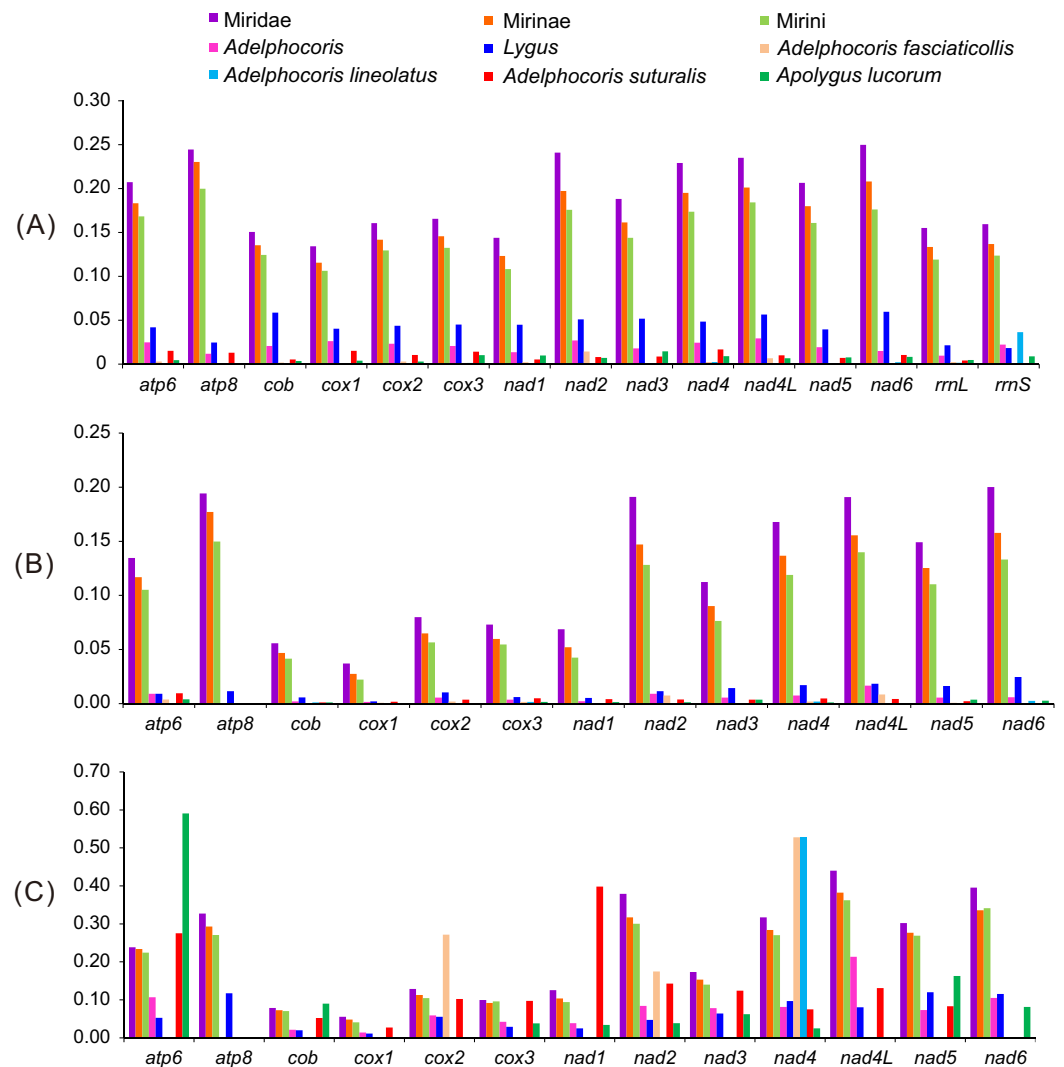 Miridae Mirinae Mirini
Adelphocoris Lygus Adelphocoris fasciaticollis
Adelphocoris lineolatus Adelphocoris suturalis Apolygus lucorum
0.30
0.25
0.20
(A)
0.15
0.10
0.05
0
atp6 atp8 cob cox1 cox2 cox3 nad1 nad2 nad3 nad4 nad4L nad5 nad6 rrnL rrnS
0.25
0.20
0.15
(B)
0.10
0.05
0.00
atp6 atp8 cob cox1 cox2 cox3 nad1 nad2 nad3 nad4 nad4L nad5 nad6
0.70
0.60
0.50
0.40
(C)
0.30
0.20
0.10
0.00
atp6 atp8 cob cox1 cox2 cox3 nad1 nad2 nad3 nad4 nad4L nad5 nad6